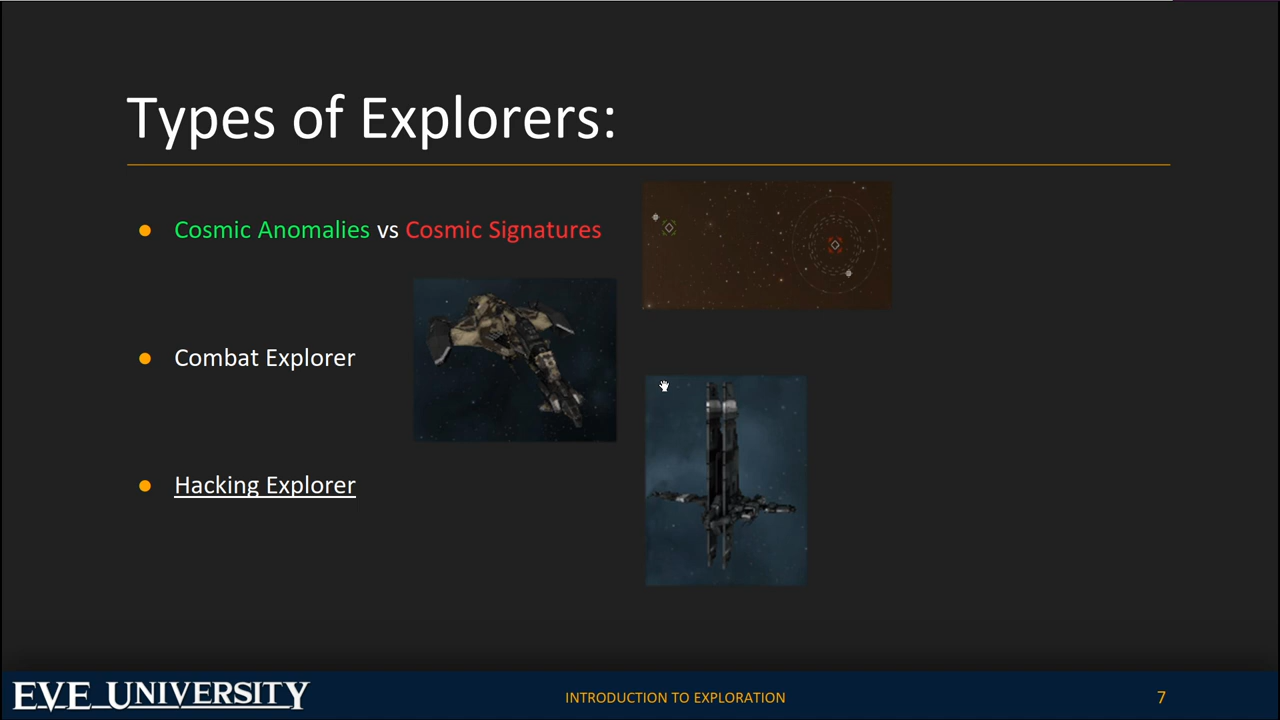 Types of Explorers:
Cosmic Anomalies vs Cosmic Signatures
Combat Explorer
Hacking Explorer
EVE UNIVERSITY
INTRODUCTION TO EXPLORATION
7